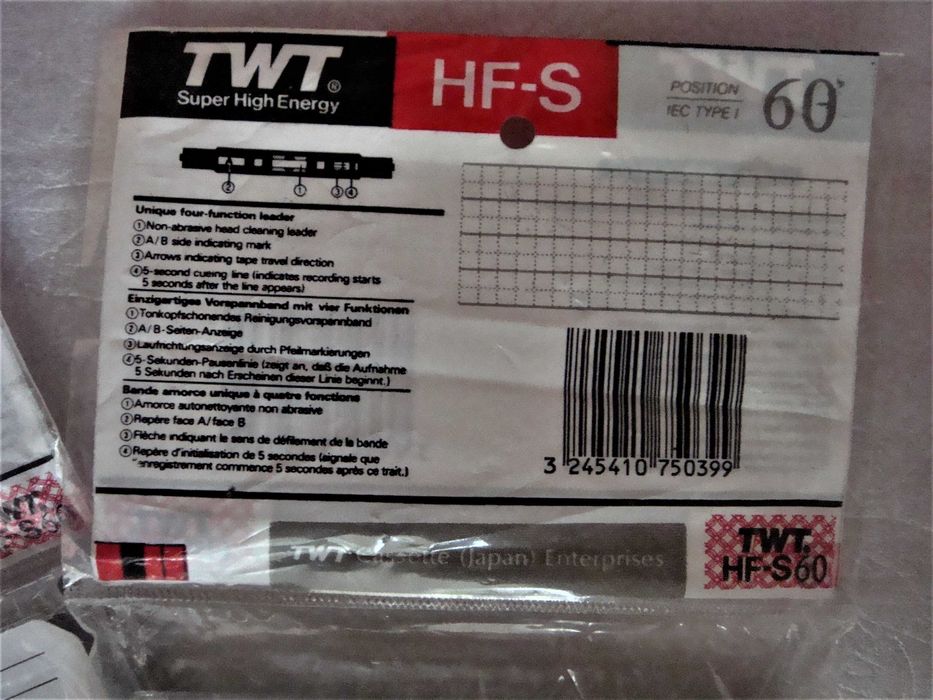 TWT®
Super High Energy
HF-S
POSITION
IEC TYPE I
60'
② ① ③ ④
Unique four-function leader
①Non-abrasive head cleaning leader
②A/B side indicating mark
③Arrows indicating tape travel direction
④5-second cueing line (indicates recording starts
5 seconds after the line appears)
Einzigartiges Vorspannband mit vier Funktionen
①Tonkopfschonendes Reinigungsvorspannband
②A/B-Seiten-Anzeige
③Laufrichtungsanzeige durch Pfeilmarkierungen
④5-Sekunden-Pausenlinie (zeigt an, daß die Aufnahme
5 Sekunden nach Erscheinen dieser Linie beginnt.)
Bande amorce unique à quatre fonctions
①Amorce autonettoyante non abrasive
②Repère face A/face B
③Flèche indiquant le sens de défilement de la bande
④Repère d'initialisation de 5 secondes (signale que
l'enregistrement commence 5 secondes après ce trait.)
3 245410 750399
TWT Cassette (Japan) Enterprises
TWT®
HF-S60
TWT